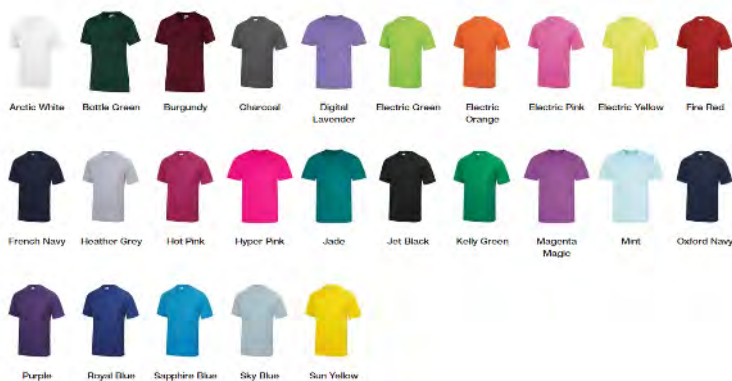 Arctic White
Bottle Green
Burgundy
Charcoal
Digital
Lavender
Electric Green
Electric
Orange
Electric Pink
Electric Yellow
Fire Red
French Navy
Heather Grey
Hot Pink
Hyper Pink
Jade
Jet Black
Kelly Green
Magenta
Magic
Mint
Oxford Navy
Purple
Royal Blue
Sapphire Blue
Sky Blue
Sun Yellow